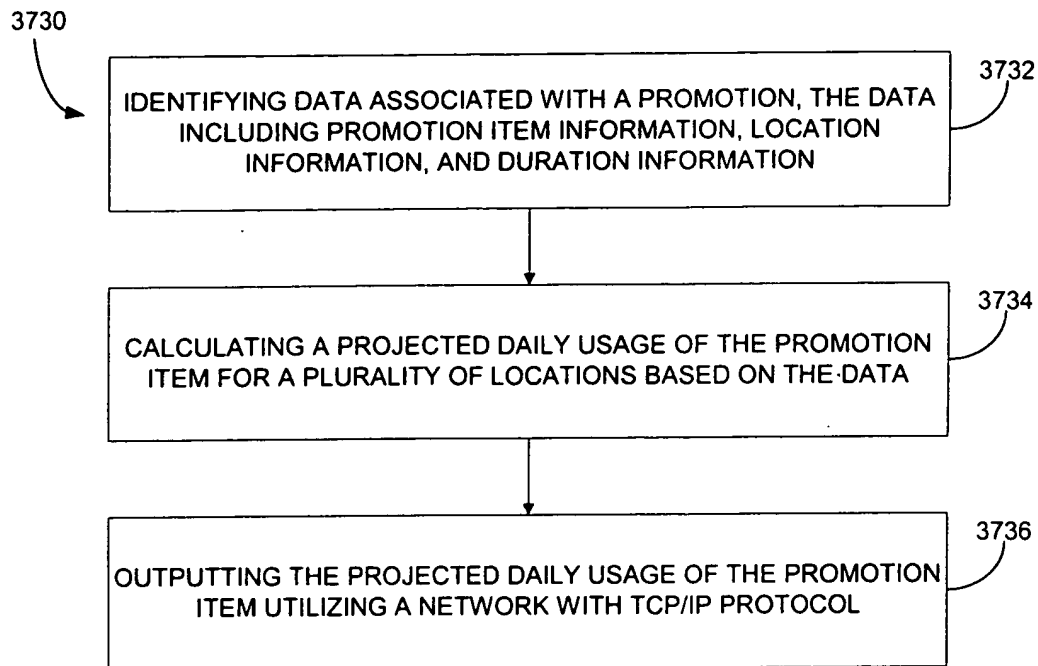 3730
3732
IDENTIFYING DATA ASSOCIATED WITH A PROMOTION, THE DATA
INCLUDING PROMOTION ITEM INFORMATION, LOCATION
INFORMATION, AND DURATION INFORMATION
3734
CALCULATING A PROJECTED DAILY USAGE OF THE PROMOTION
ITEM FOR A PLURALITY OF LOCATIONS BASED ON THE DATA
3736
OUTPUTTING THE PROJECTED DAILY USAGE OF THE PROMOTION
ITEM UTILIZING A NETWORK WITH TCP/IP PROTOCOL